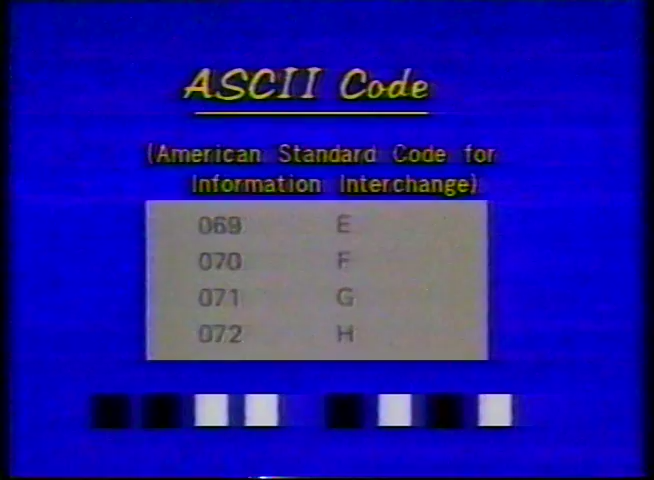 ASCII Code
(American Standard Code for
Information Interchange)
069 E
070 F
071 G
072 H